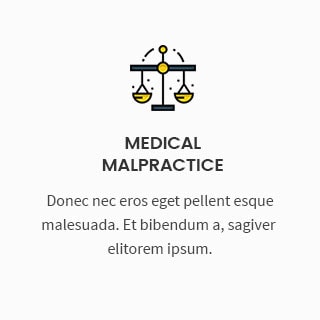 MEDICAL
MALPRACTICE
Donec nec eros eget pellent esque
malesuada. Et bibendum a, sagiver
elitorem ipsum.